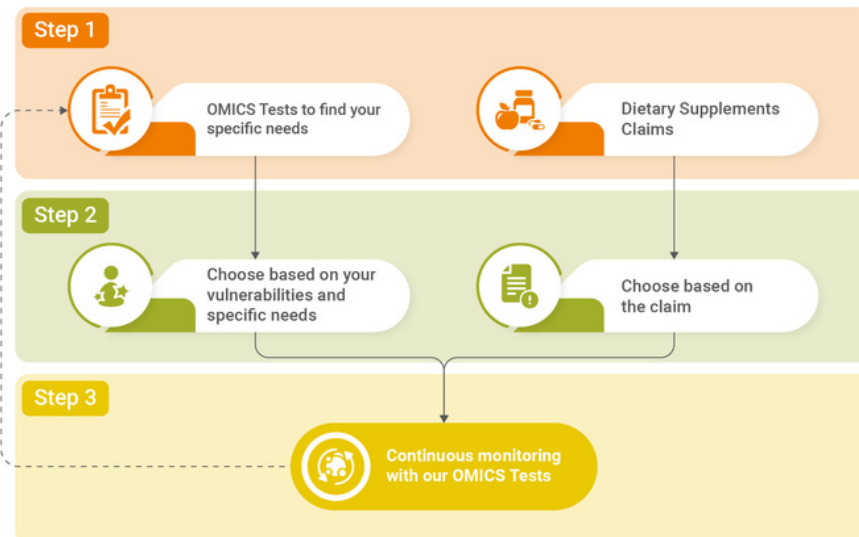 Step 1
OMICS Tests to find your
specific needs
Dietary Supplements
Claims
Step 2
Choose based on your
vulnerabilities and
specific needs
Choose based on
the claim
Step 3
Continuous monitoring
with our OMICS Tests